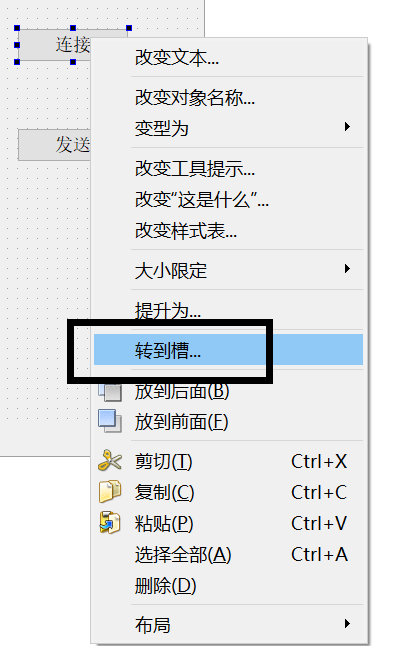 连接
发送
改变文本...
改变对象名称...
变型为
改变工具提示...
改变“这是什么”...
改变样式表...
大小限定
提升为...
转到槽...
放到后面(B)
放到前面(F)
剪切(T) Ctrl+X
复制(C) Ctrl+C
粘贴(P) Ctrl+V
选择全部(A) Ctrl+A
删除(D)
布局